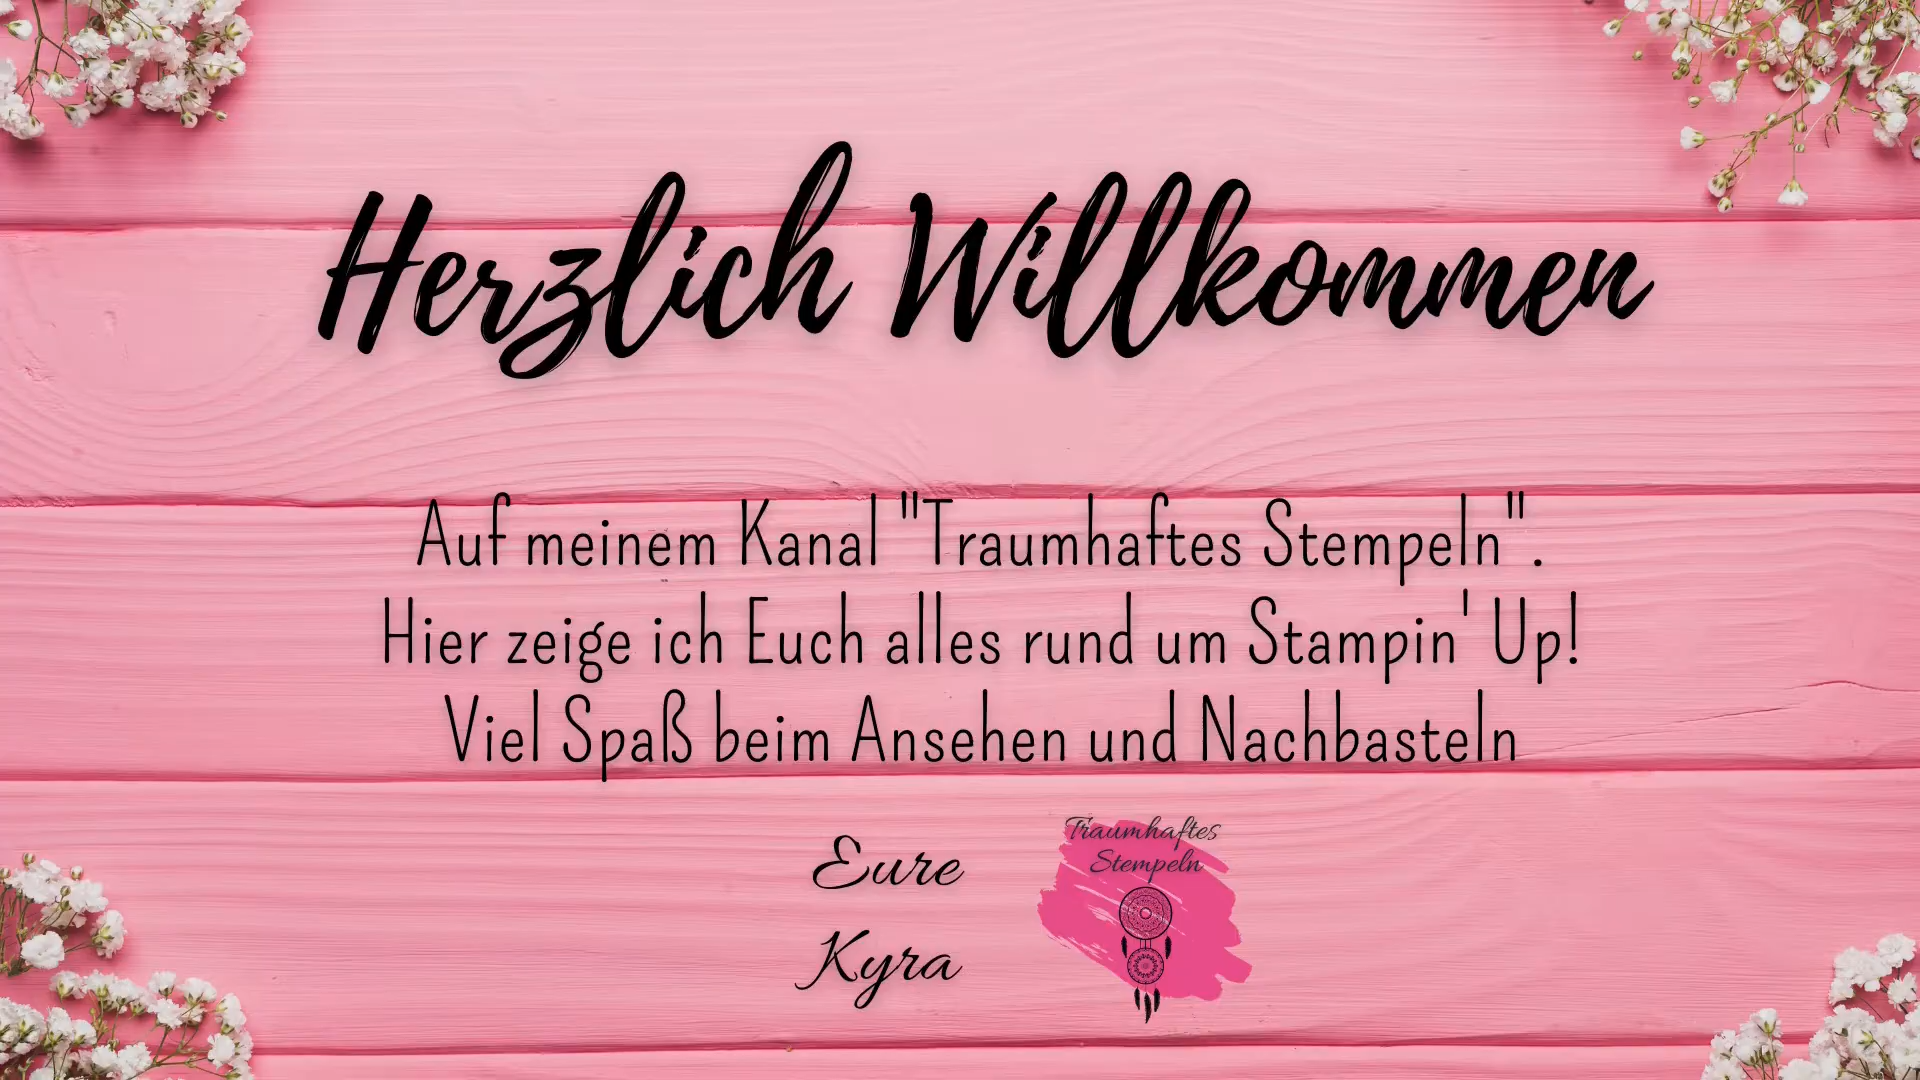 Herzlich Willkommen
Auf meinem Kanal "Traumhaftes Stempeln".
Hier zeige ich Euch alles rund um Stampin' Up!
Viel Spaß beim Ansehen und Nachbasteln
Eure
Kyra
Traumhaftes
Stempeln